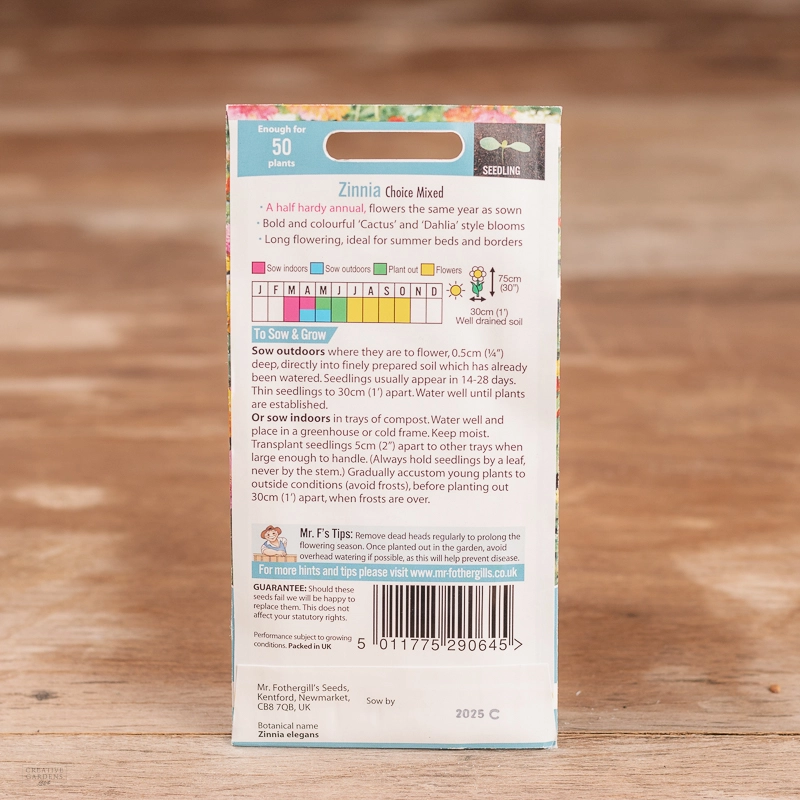 Enough for
50
plants
SEEDLING
Zinnia Choice Mixed
• A half hardy annual, flowers the same year as sown
• Bold and colourful ‘Cactus’ and ‘Dahlia’ style blooms
• Long flowering, ideal for summer beds and borders
Sow indoors Sow outdoors Plant out Flowers
J F M A M J J A S O N D
75cm
(30")
30cm (1')
Well drained soil
To Sow & Grow
Sow outdoors where they are to flower, 0.5cm (¼")
deep, directly into finely prepared soil which has already
been watered. Seedlings usually appear in 14-28 days.
Thin seedlings to 30cm (1') apart. Water well until plants
are established.
Or sow indoors in trays of compost. Water well and
place in a greenhouse or cold frame. Keep moist.
Transplant seedlings 5cm (2") apart to other trays when
large enough to handle. (Always hold seedlings by a leaf,
never by the stem.) Gradually accustom young plants to
outside conditions (avoid frosts), before planting out
30cm (1') apart, when frosts are over.
Mr. F's Tips: Remove dead heads regularly to prolong the
flowering season. Once planted out in the garden, avoid
overhead watering if possible, as this will help prevent disease.
For more hints and tips please visit www.mr-fothergills.co.uk
GUARANTEE: Should these
seeds fail we will be happy to
replace them. This does not
affect your statutory rights.
Performance subject to growing
conditions. Packed in UK
5 011775 290645 >
Mr. Fothergill's Seeds,
Kentford, Newmarket,
CB8 7QB, UK
Sow by
2025 C
Botanical name
Zinnia elegans
CREATIVE
GARDENS